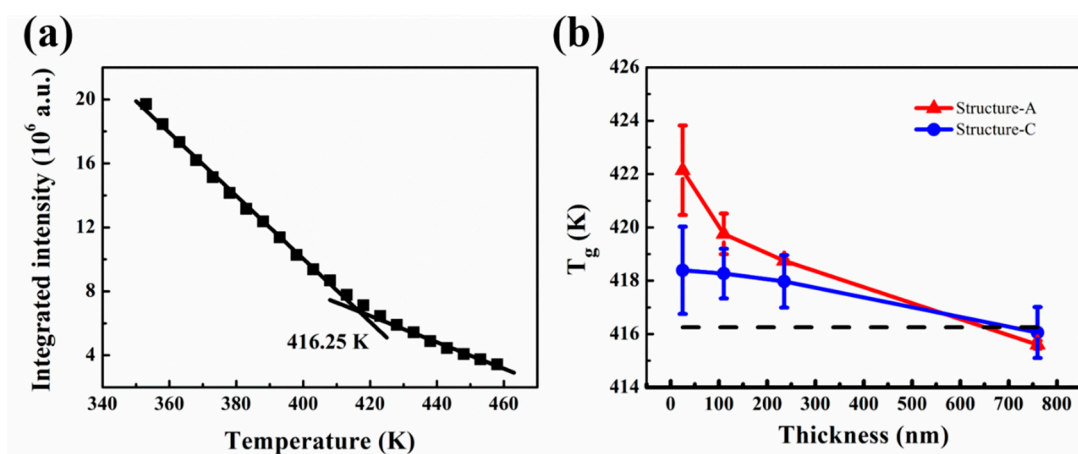 (a)
Integrated intensity (10⁶ a.u.)
20
16
12
8
4
416.25 K
340 360 380 400 420 440 460
Temperature (K)
(b)
T_g (K)
426
424
422
420
418
416
414
Structure-A
Structure-C
0 100 200 300 400 500 600 700 800
Thickness (nm)